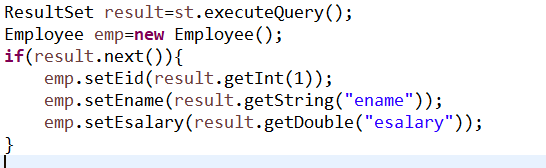 ResultSet result=st.executeQuery();
Employee emp=new Employee();
if(result.next()){
    emp.setEid(result.getInt(1));
    emp.setEname(result.getString("ename"));
    emp.setEsalary(result.getDouble("esalary"));
}